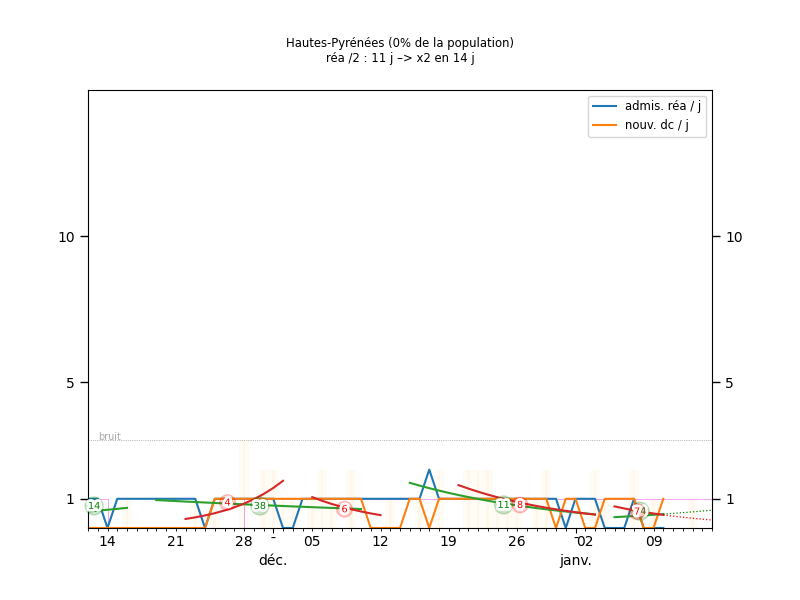 Hautes-Pyrénées (0% de la population)
réa /2 : 11 j –> x2 en 14 j
admis. réa / j
nouv. dc / j
10 10
5 5
bruit
1 1
14 4 38 6 11 8 7
14 21 28 - 05 12 19 26 - 02 09
déc. janv.